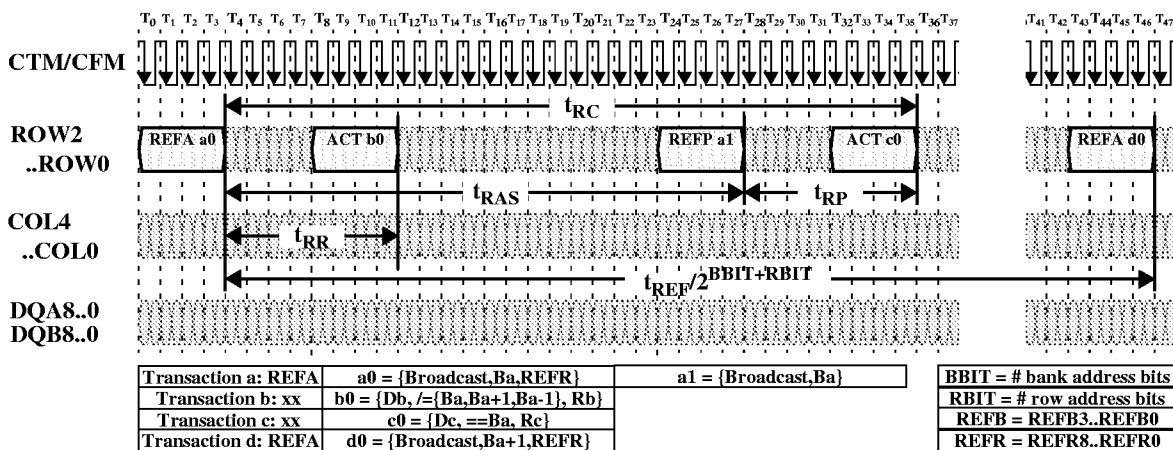 T0 T1 T2 T3 T4 T5 T6 T7 T8 T9 T10 T11 T12 T13 T14 T15 T16 T17 T18 T19 T20 T21 T22 T23 T24 T25 T26 T27 T28 T29 T30 T31 T32 T33 T34 T35 T36 T37 T41 T42 T43 T44 T45 T46 T47
CTM/CFM
tRC
ROW2
..ROW0
REFA a0 ACT b0 REFP a1 ACT c0 REFA d0
tRAS tRP
COL4
..COL0
tRR
tREF/2BBIT+RBIT
DQA8..0
DQB8..0
Transaction a: REFA a0 = {Broadcast,Ba,REFR} a1 = {Broadcast,Ba}
Transaction b: xx b0 = {Db, /={Ba,Ba+1,Ba-1}, Rb}
Transaction c: xx c0 = {Dc, ==Ba, Rc}
Transaction d: REFA d0 = {Broadcast,Ba+1,REFR}
BBIT = # bank address bits
RBIT = # row address bits
REFB = REFB3..REFB0
REFR = REFR8..REFR0